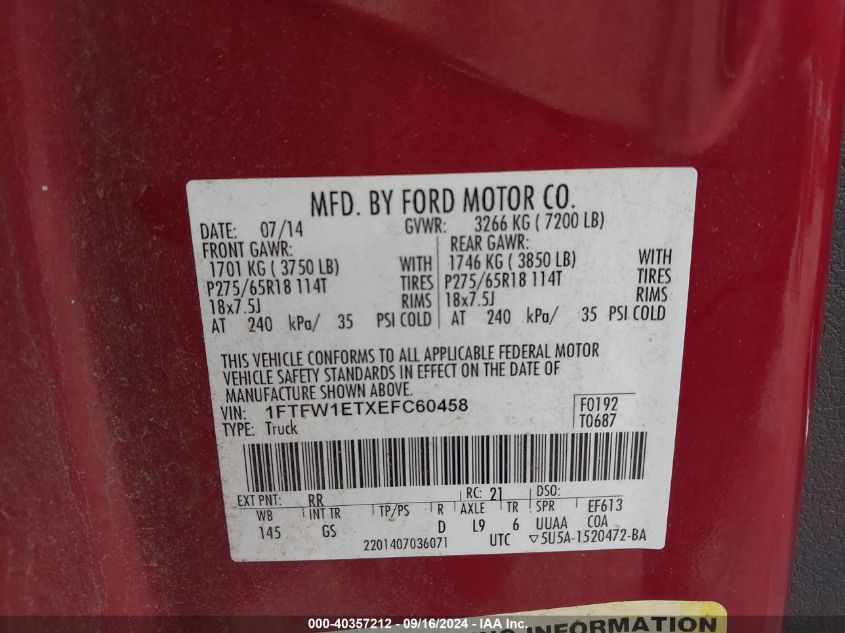 MFD. BY FORD MOTOR CO.
DATE: 07/14 GVWR: 3266 KG ( 7200 LB)
FRONT GAWR: REAR GAWR:
1701 KG ( 3750 LB) WITH 1746 KG ( 3850 LB) WITH
P275/65R18 114T TIRES P275/65R18 114T TIRES
18x7.5J RIMS 18x7.5J RIMS
AT 240 kPa/ 35 PSI COLD AT 240 kPa/ 35 PSI COLD
THIS VEHICLE CONFORMS TO ALL APPLICABLE FEDERAL MOTOR
VEHICLE SAFETY STANDARDS IN EFFECT ON THE DATE OF
MANUFACTURE SHOWN ABOVE.
VIN: 1FTFW1ETXEFC60458 F0192
TYPE: Truck T0687
EXT PNT: RR RC: 21 DSO:
WB INT TR TP/PS R AXLE TR SPR EF613
145 GS D L9 6 UUAA COA
2201407036071 UTC ▽5U5A-1520472-BA
INFORMATION
000-40357212 - 09/16/2024 - IAA Inc.